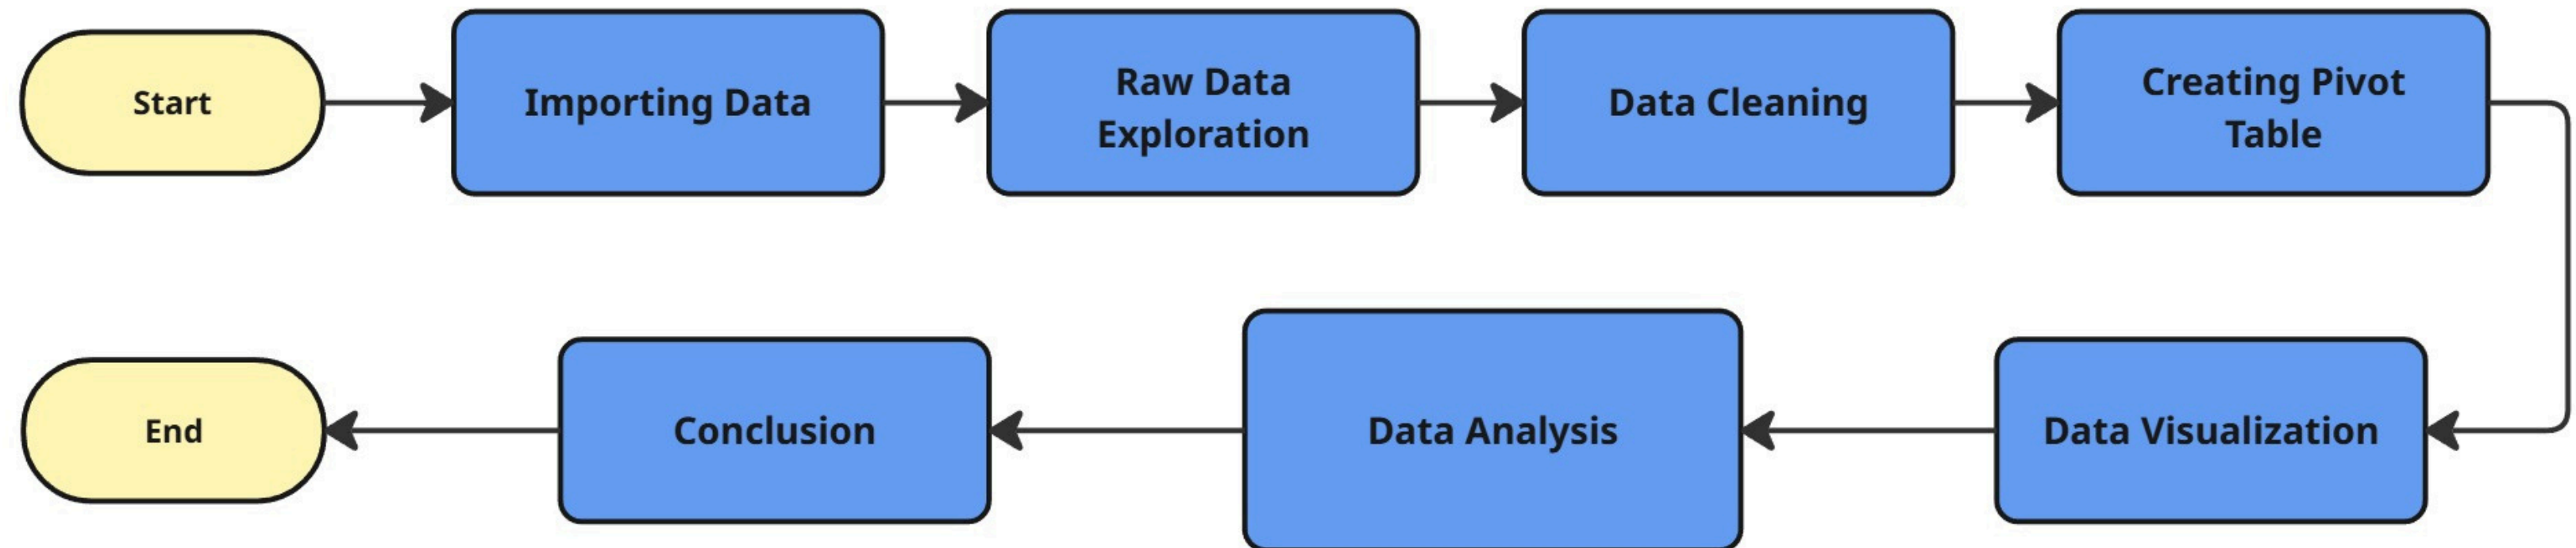 Start
Importing Data
Raw Data
Exploration
Data Cleaning
Creating Pivot
Table
Data Visualization
Data Analysis
Conclusion
End